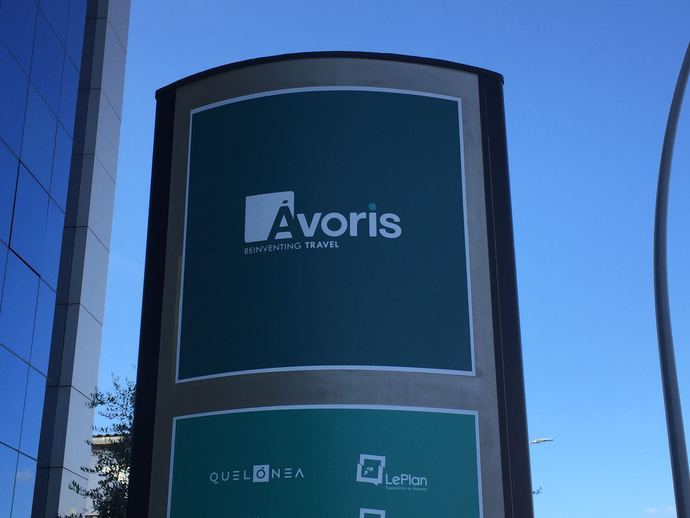 Ávoris
REINVENTING TRAVEL
QUELÓNEA
LePlan